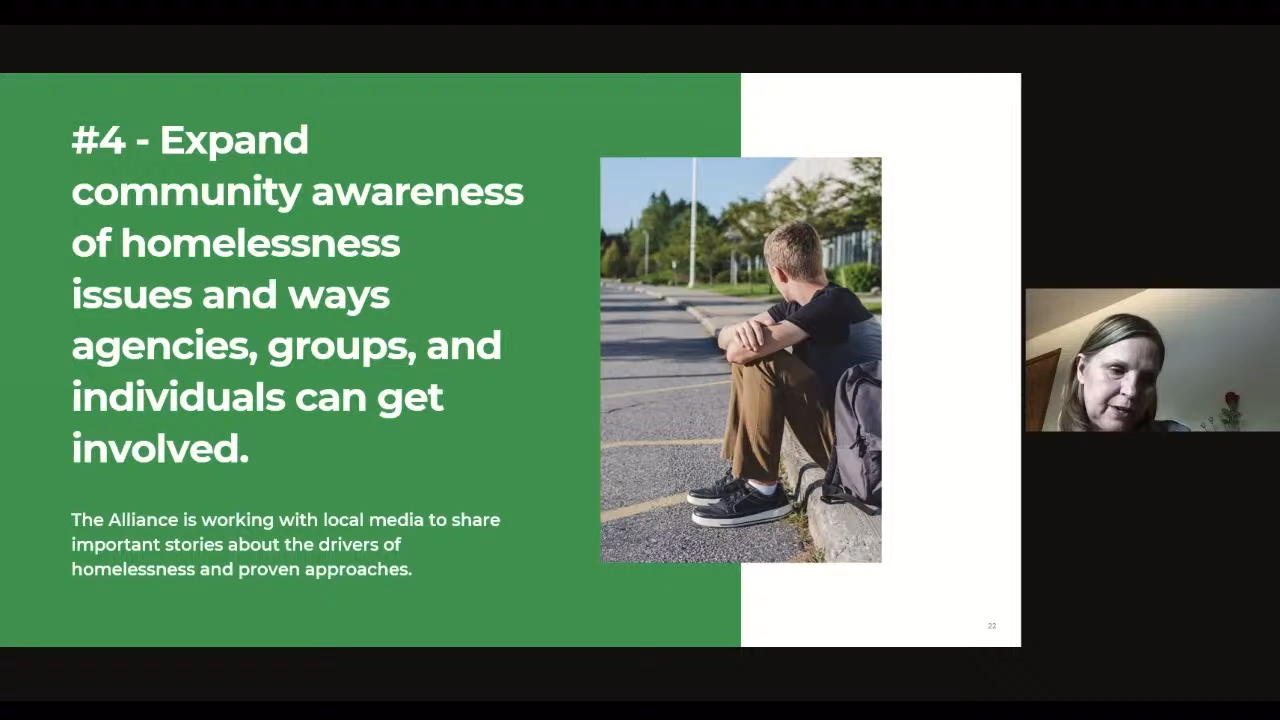 #4 - Expand
community awareness
of homelessness
issues and ways
agencies, groups, and
individuals can get
involved.
The Alliance is working with local media to share
important stories about the drivers of
homelessness and proven approaches.
22